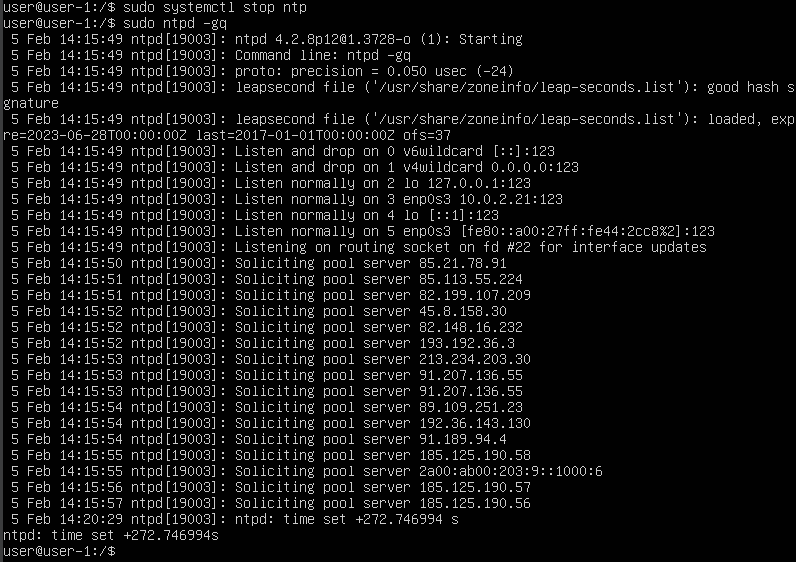 user@user-1:/$ sudo systemctl stop ntp
user@user-1:/$ sudo ntpd -gq
 5 Feb 14:15:49 ntpd[19003]: ntpd 4.2.8p12@1.3728-o (1): Starting
 5 Feb 14:15:49 ntpd[19003]: Command line: ntpd -gq
 5 Feb 14:15:49 ntpd[19003]: proto: precision = 0.050 usec (-24)
 5 Feb 14:15:49 ntpd[19003]: leapsecond file ('/usr/share/zoneinfo/leap-seconds.list'): good hash s
gnature
 5 Feb 14:15:49 ntpd[19003]: leapsecond file ('/usr/share/zoneinfo/leap-seconds.list'): loaded, exp
re=2023-06-28T00:00:00Z last=2017-01-01T00:00:00Z ofs=37
 5 Feb 14:15:49 ntpd[19003]: Listen and drop on 0 v6wildcard [::]:123
 5 Feb 14:15:49 ntpd[19003]: Listen and drop on 1 v4wildcard 0.0.0.0:123
 5 Feb 14:15:49 ntpd[19003]: Listen normally on 2 lo 127.0.0.1:123
 5 Feb 14:15:49 ntpd[19003]: Listen normally on 3 enp0s3 10.0.2.21:123
 5 Feb 14:15:49 ntpd[19003]: Listen normally on 4 lo [::1]:123
 5 Feb 14:15:49 ntpd[19003]: Listen normally on 5 enp0s3 [fe80::a00:27ff:fe44:2cc8%2]:123
 5 Feb 14:15:49 ntpd[19003]: Listening on routing socket on fd #22 for interface updates
 5 Feb 14:15:50 ntpd[19003]: Soliciting pool server 85.21.78.91
 5 Feb 14:15:51 ntpd[19003]: Soliciting pool server 85.113.55.224
 5 Feb 14:15:51 ntpd[19003]: Soliciting pool server 82.199.107.209
 5 Feb 14:15:52 ntpd[19003]: Soliciting pool server 45.8.158.30
 5 Feb 14:15:52 ntpd[19003]: Soliciting pool server 82.148.16.232
 5 Feb 14:15:52 ntpd[19003]: Soliciting pool server 193.192.36.3
 5 Feb 14:15:53 ntpd[19003]: Soliciting pool server 213.234.203.30
 5 Feb 14:15:53 ntpd[19003]: Soliciting pool server 91.207.136.55
 5 Feb 14:15:53 ntpd[19003]: Soliciting pool server 91.207.136.55
 5 Feb 14:15:54 ntpd[19003]: Soliciting pool server 89.109.251.23
 5 Feb 14:15:54 ntpd[19003]: Soliciting pool server 192.36.143.130
 5 Feb 14:15:54 ntpd[19003]: Soliciting pool server 91.189.94.4
 5 Feb 14:15:55 ntpd[19003]: Soliciting pool server 185.125.190.58
 5 Feb 14:15:55 ntpd[19003]: Soliciting pool server 2a00:ab00:203:9::1000:6
 5 Feb 14:15:56 ntpd[19003]: Soliciting pool server 185.125.190.57
 5 Feb 14:15:57 ntpd[19003]: Soliciting pool server 185.125.190.56
 5 Feb 14:20:29 ntpd[19003]: ntpd: time set +272.746994 s
ntpd: time set +272.746994s
user@user-1:/$